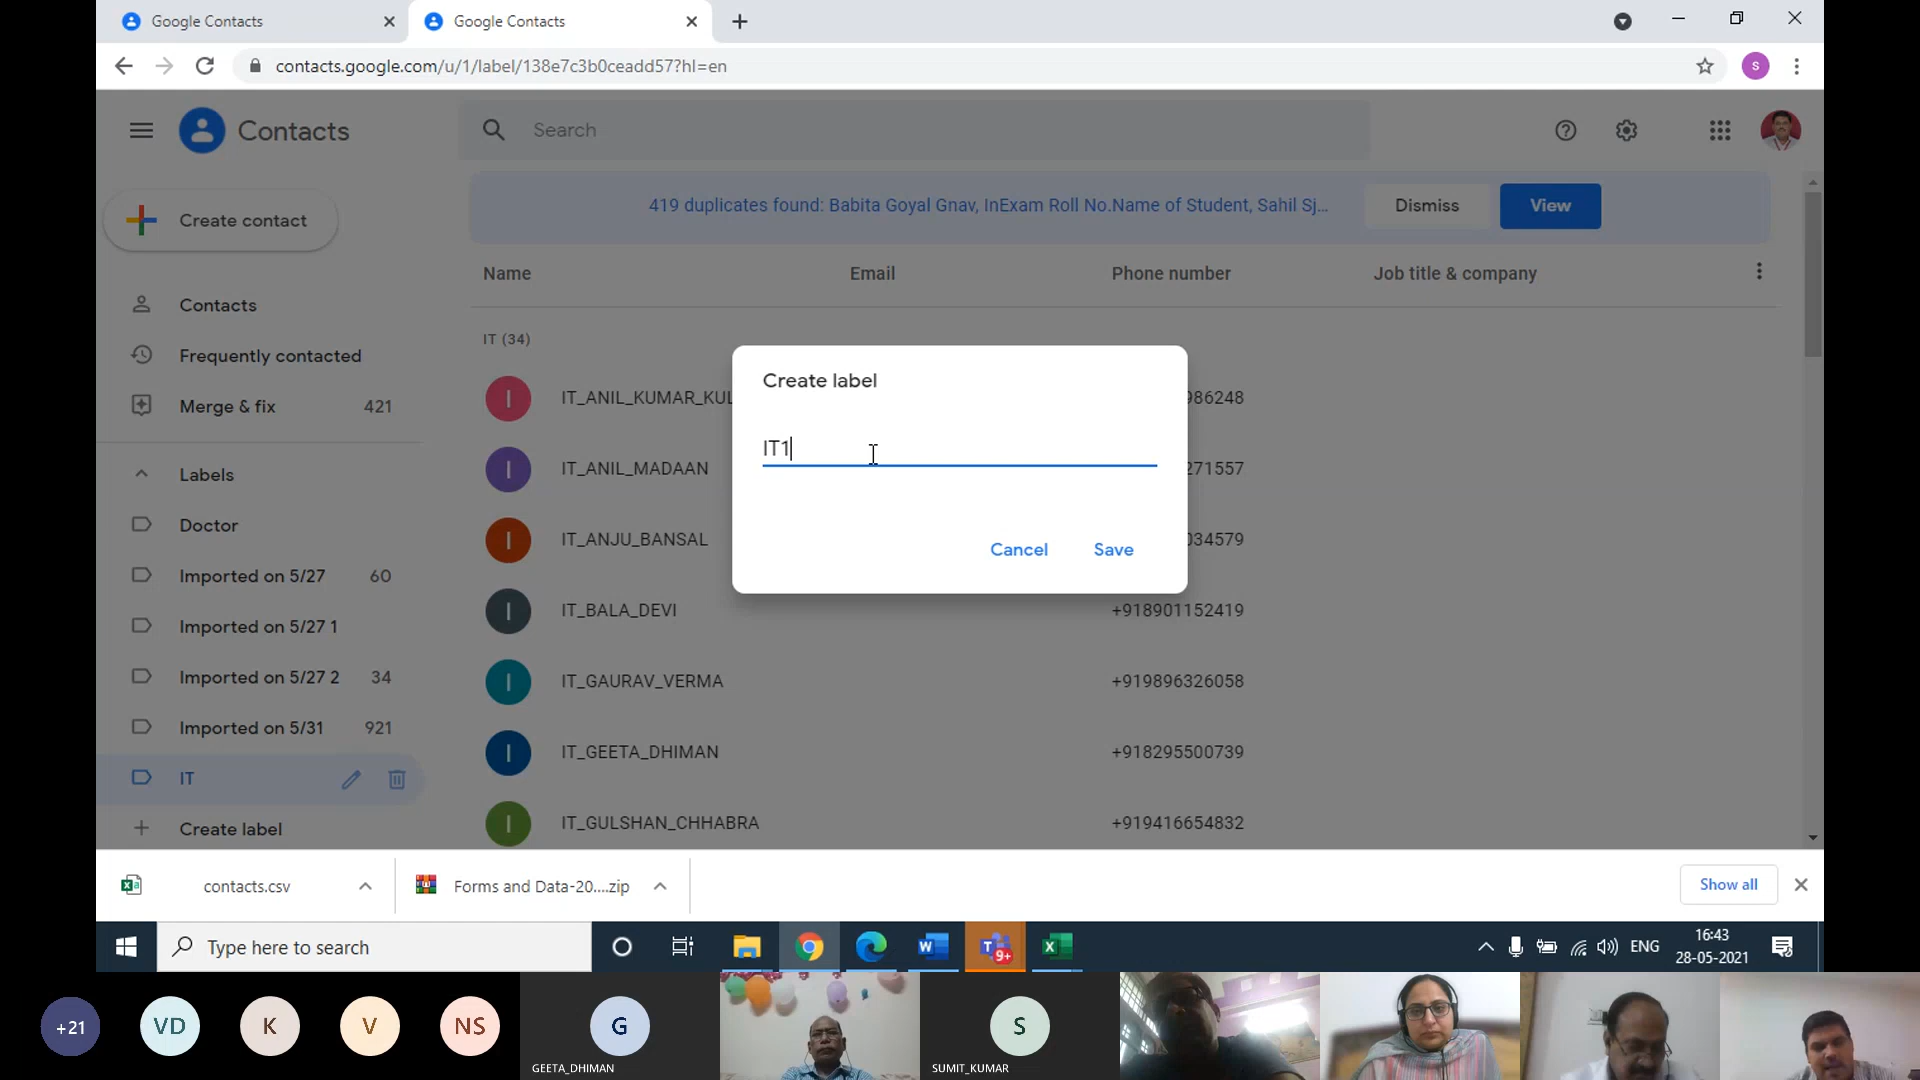 Google Contacts
Google Contacts
contacts.google.com/u/1/label/138e7c3b0ceadd57?hl=en
S
Contacts
Search
Create contact
419 duplicates found: Babita Goyal Gnav, InExam Roll No.Name of Student, Sahil Sj...
Dismiss
View
Name
Email
Phone number
Job title & company
Contacts
Frequently contacted
Merge & fix 421
Labels
Doctor
Imported on 5/27 60
Imported on 5/27 1
Imported on 5/27 2 34
Imported on 5/31 921
IT
Create label
IT (34)
I IT_ANIL_KUMAR_KUL 986248
I IT_ANIL_MADAAN 271557
I IT_ANJU_BANSAL 034579
I IT_BALA_DEVI +918901152419
I IT_GAURAV_VERMA +919896326058
I IT_GEETA_DHIMAN +918295500739
I IT_GULSHAN_CHHABRA +919416654832
Create label
IT1
Cancel
Save
contacts.csv
Forms and Data-20....zip
Show all
Type here to search
W
T
9+
X
ENG
16:43
28-05-2021
+21
VD
K
V
NS
G
GEETA_DHIMAN
S
SUMIT_KUMAR